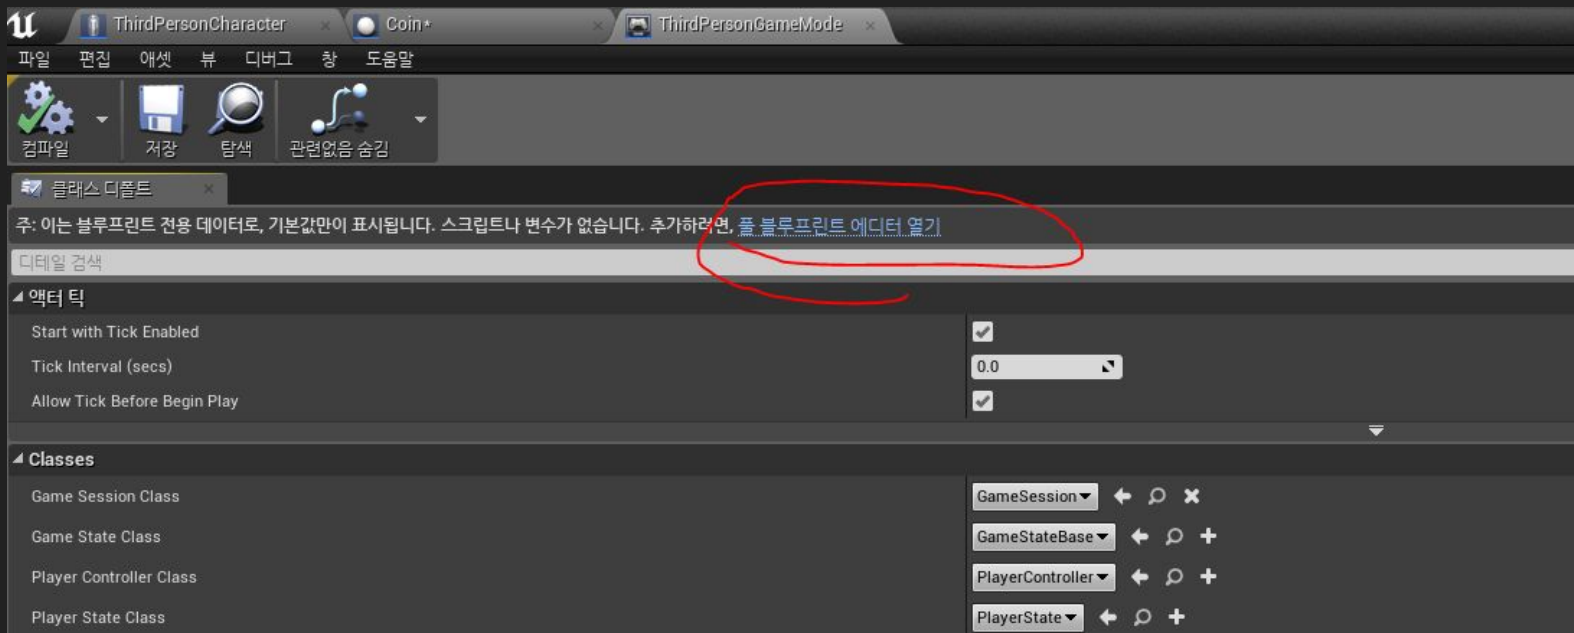 ThirdPersonCharacter
Coin*
ThirdPersonGameMode
파일 편집 애셋 뷰 디버그 창 도움말
컴파일 저장 탐색 관련없음 숨김
클래스 디폴트
주: 이는 블루프린트 전용 데이터로, 기본값만이 표시됩니다. 스크립트나 변수가 없습니다. 추가하려면, 풀 블루프린트 에디터 열기
디테일 검색
액터 틱
Start with Tick Enabled
Tick Interval (secs) 0.0
Allow Tick Before Begin Play
Classes
Game Session Class GameSession
Game State Class GameStateBase
Player Controller Class PlayerController
Player State Class PlayerState